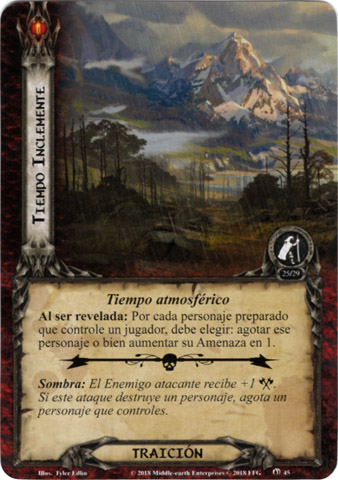 TIEMPO INCLEMENTE
25/29
Tiempo atmosférico
Al ser revelada: Por cada personaje preparado
que controle un jugador, debe elegir: agotar ese
personaje o bien aumentar su Amenaza en 1.
Sombra: El Enemigo atacante recibe +1
Si este ataque destruye un personaje, agota un
personaje que controles.
TRAICIÓN
Illus. Tyler Edlin © 2018 Middle-earth Enterprises © 2018 FFG 45